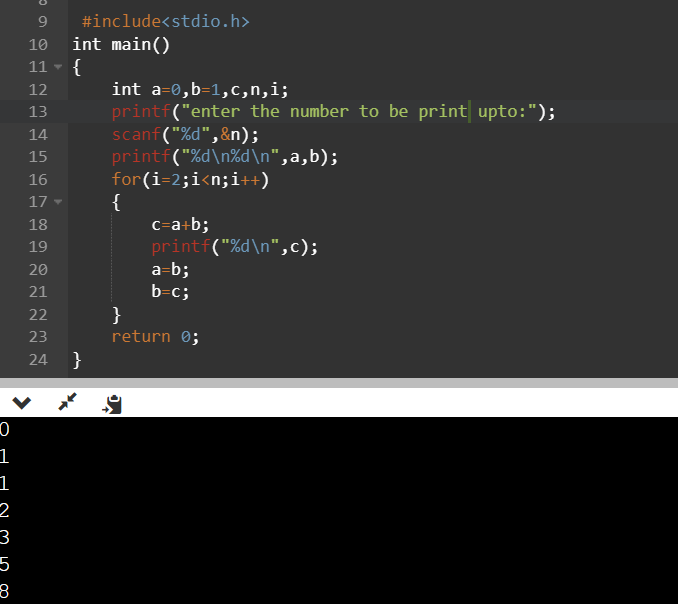 8
9 #include<stdio.h>
10 int main()
11 {
12 int a=0,b=1,c,n,i;
13 printf("enter the number to be print upto:");
14 scanf("%d",&n);
15 printf("%d\n%d\n",a,b);
16 for(i=2;i<n;i++)
17 {
18 c=a+b;
19 printf("%d\n",c);
20 a=b;
21 b=c;
22 }
23 return 0;
24 }
0
1
1
2
3
5
8